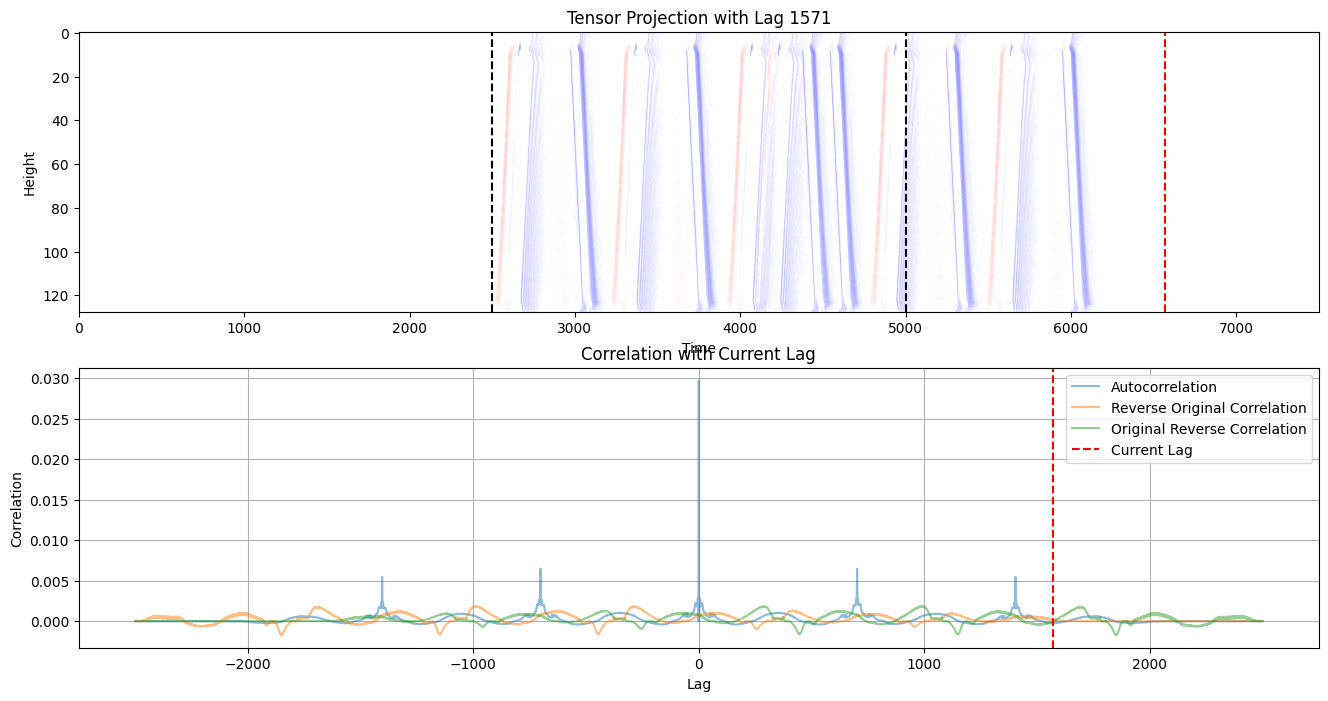 Tensor Projection with Lag 1571
Height
0
20
40
60
80
100
120
0 1000 2000 3000 4000 5000 6000 7000
Time
Correlation with Current Lag
Correlation
0.030
0.025
0.020
0.015
0.010
0.005
0.000
Autocorrelation
Reverse Original Correlation
Original Reverse Correlation
Current Lag
−2000 −1000 0 1000 2000
Lag